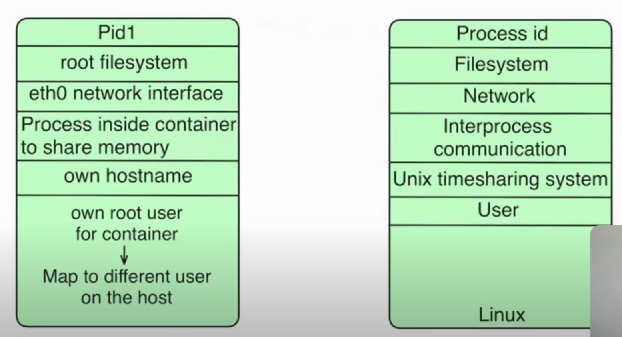 Pid1
root filesystem
eth0 network interface
Process inside container
to share memory
own hostname
own root user
for container
Map to different user
on the host
Process id
Filesystem
Network
Interprocess
communication
Unix timesharing system
User
Linux